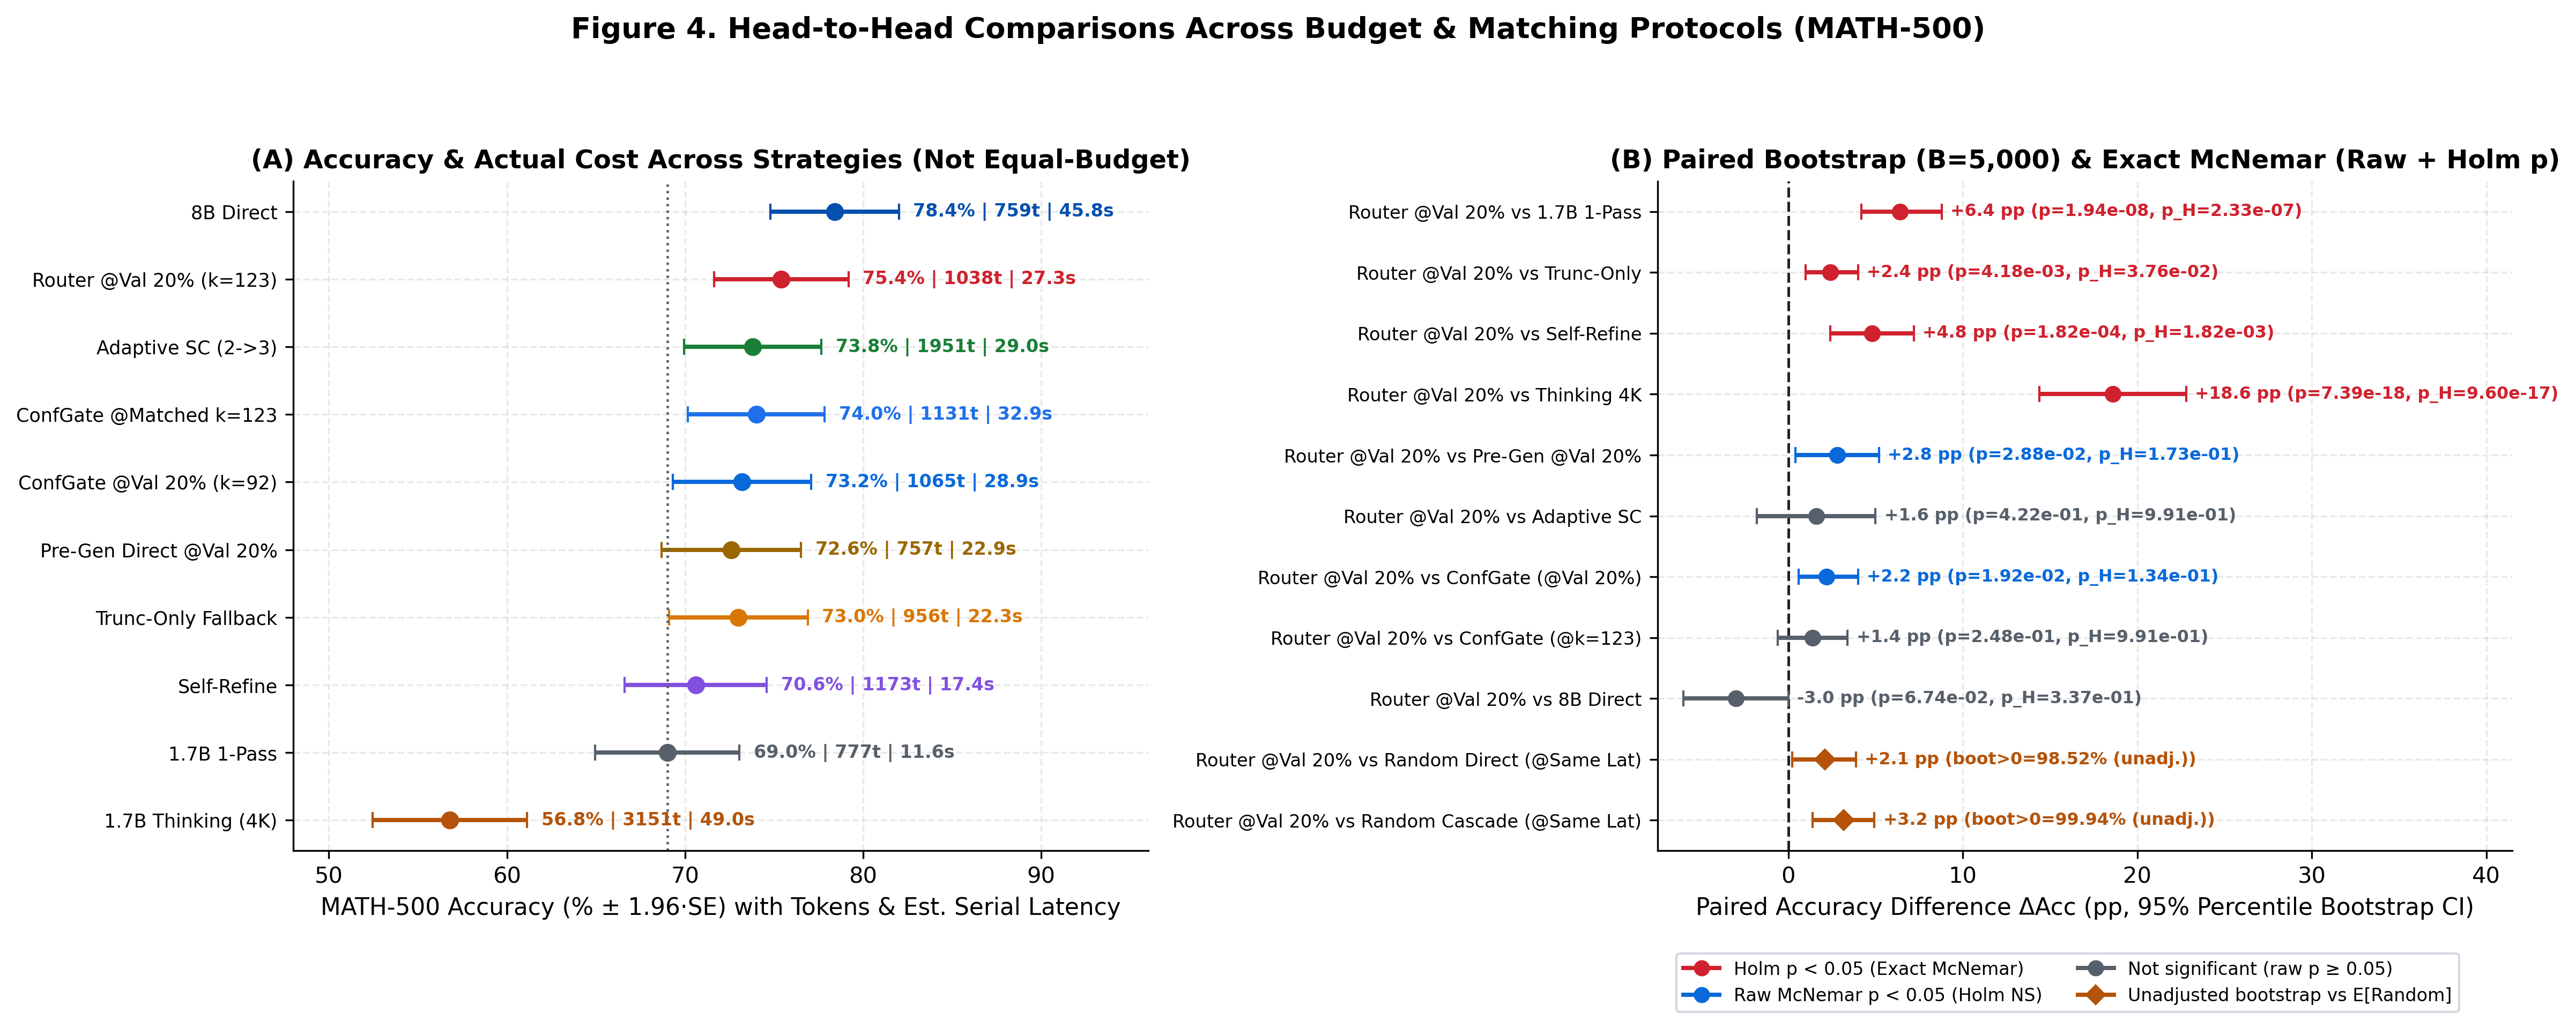 Figure 4. Head-to-Head Comparisons Across Budget & Matching Protocols (MATH-500)
(A) Accuracy & Actual Cost Across Strategies (Not Equal-Budget)
8B Direct
78.4% | 759t | 45.8s
Router @Val 20% (k=123)
75.4% | 1038t | 27.3s
Adaptive SC (2->3)
73.8% | 1951t | 29.0s
ConfGate @Matched k=123
74.0% | 1131t | 32.9s
ConfGate @Val 20% (k=92)
73.2% | 1065t | 28.9s
Pre-Gen Direct @Val 20%
72.6% | 757t | 22.9s
Trunc-Only Fallback
73.0% | 956t | 22.3s
Self-Refine
70.6% | 1173t | 17.4s
1.7B 1-Pass
69.0% | 777t | 11.6s
1.7B Thinking (4K)
56.8% | 3151t | 49.0s
50 60 70 80 90
MATH-500 Accuracy (% ± 1.96·SE) with Tokens & Est. Serial Latency
(B) Paired Bootstrap (B=5,000) & Exact McNemar (Raw + Holm p)
Router @Val 20% vs 1.7B 1-Pass
+6.4 pp (p=1.94e-08, p_H=2.33e-07)
Router @Val 20% vs Trunc-Only
+2.4 pp (p=4.18e-03, p_H=3.76e-02)
Router @Val 20% vs Self-Refine
+4.8 pp (p=1.82e-04, p_H=1.82e-03)
Router @Val 20% vs Thinking 4K
+18.6 pp (p=7.39e-18, p_H=9.60e-17)
Router @Val 20% vs Pre-Gen @Val 20%
+2.8 pp (p=2.88e-02, p_H=1.73e-01)
Router @Val 20% vs Adaptive SC
+1.6 pp (p=4.22e-01, p_H=9.91e-01)
Router @Val 20% vs ConfGate (@Val 20%)
+2.2 pp (p=1.92e-02, p_H=1.34e-01)
Router @Val 20% vs ConfGate (@k=123)
+1.4 pp (p=2.48e-01, p_H=9.91e-01)
Router @Val 20% vs 8B Direct
-3.0 pp (p=6.74e-02, p_H=3.37e-01)
Router @Val 20% vs Random Direct (@Same Lat)
+2.1 pp (boot>0=98.52% (unadj.))
Router @Val 20% vs Random Cascade (@Same Lat)
+3.2 pp (boot>0=99.94% (unadj.))
0 10 20 30 40
Paired Accuracy Difference ΔAcc (pp, 95% Percentile Bootstrap CI)
Holm p < 0.05 (Exact McNemar)
Raw McNemar p < 0.05 (Holm NS)
Not significant (raw p ≥ 0.05)
Unadjusted bootstrap vs E[Random]